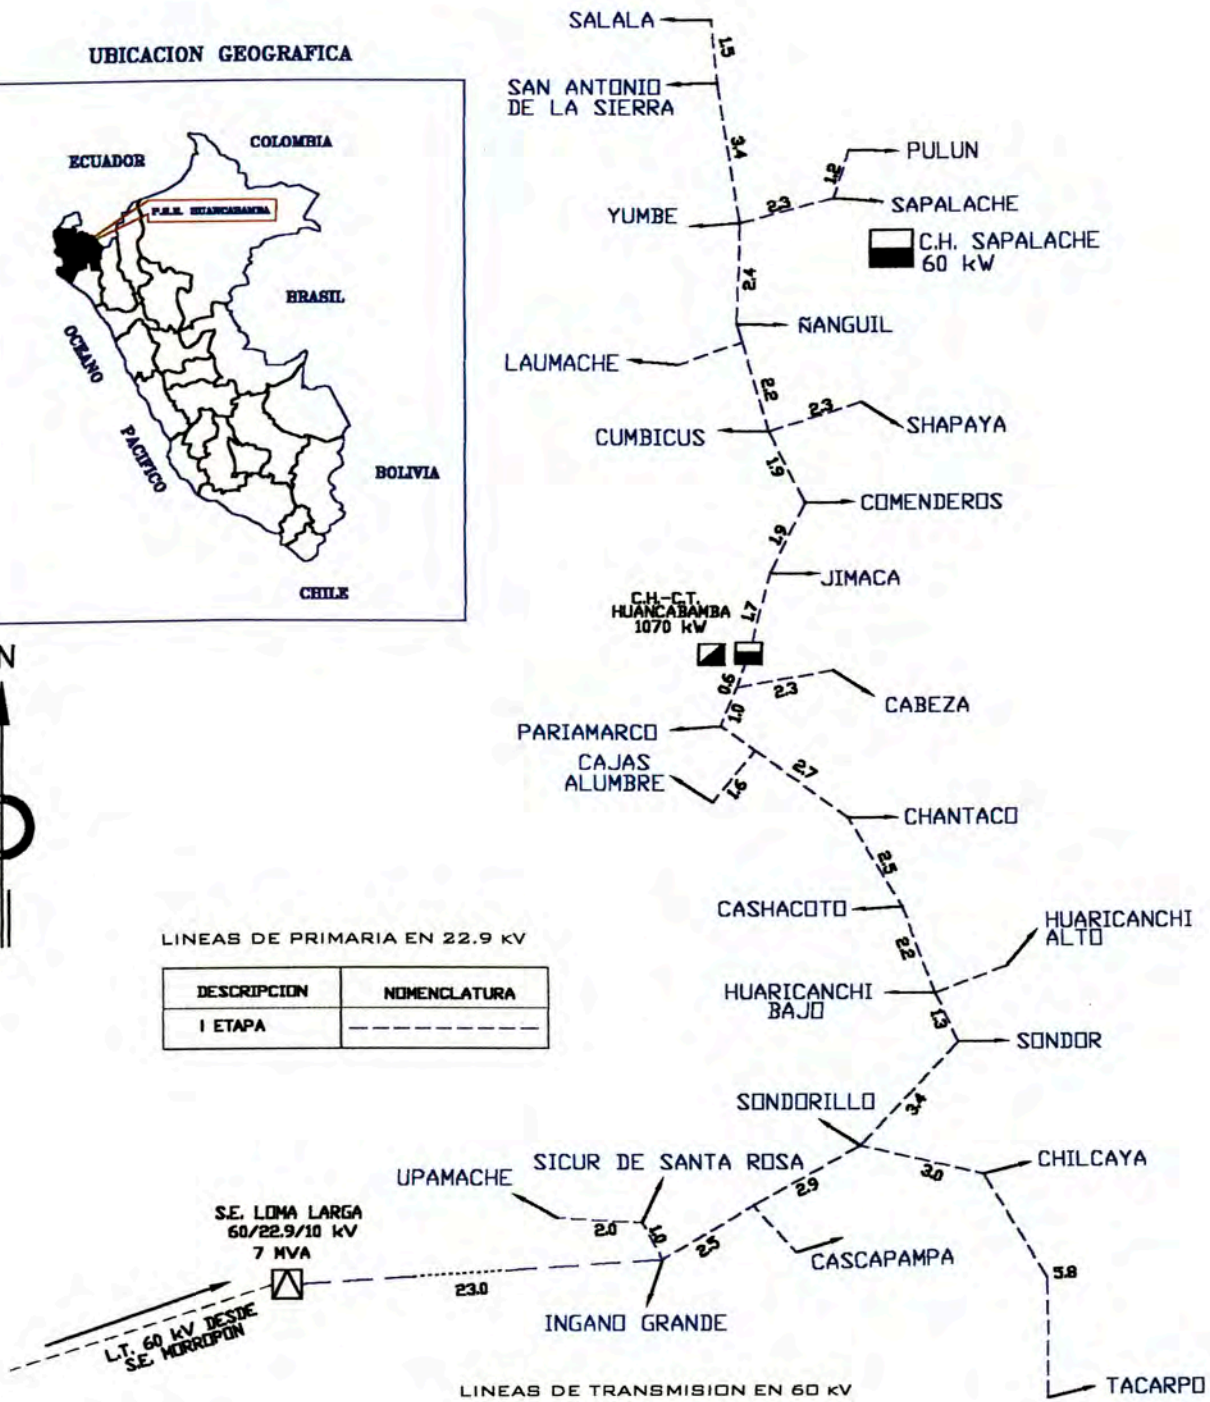 UBICACION GEOGRAFICA
ECUADOR
COLOMBIA
P.S.E. HUANCABAMBA
BRASIL
OCEANO
PACIFICO
BOLIVIA
CHILE
N
SALALA
1.5
SAN ANTONIO
DE LA SIERRA
3.4
PULUN
1.2
SAPALACHE
2.3
YUMBE
C.H. SAPALACHE
60 kW
2.4
ÑANGUIL
LAUMACHE
2.2
2.3
SHAPAYA
CUMBICUS
1.9
COMENDEROS
1.9
JIMACA
C.H.-C.T.
HUANCABAMBA
1070 kW
1.7
0.6
2.3
CABEZA
1.0
PARIAMARCO
CAJAS
ALUMBRE
1.6
2.7
CHANTACO
2.5
CASHACOTO
2.2
HUARICANCHI
ALTO
HUARICANCHI
BAJO
1.3
SONDOR
3.4
SONDORILLO
3.0
CHILCAYA
5.8
TACARPO
LINEAS DE PRIMARIA EN 22.9 KV
DESCRIPCION NOMENCLATURA
I ETAPA
SICUR DE SANTA ROSA
UPAMACHE
2.9
2.0
1.0
2.5
CASCAPAMPA
S.E. LOMA LARGA
60/22.9/10 kV
7 MVA
23.0
INGANO GRANDE
L.T. 60 kV DESDE
S.E. MORROPON
LINEAS DE TRANSMISION EN 60 KV